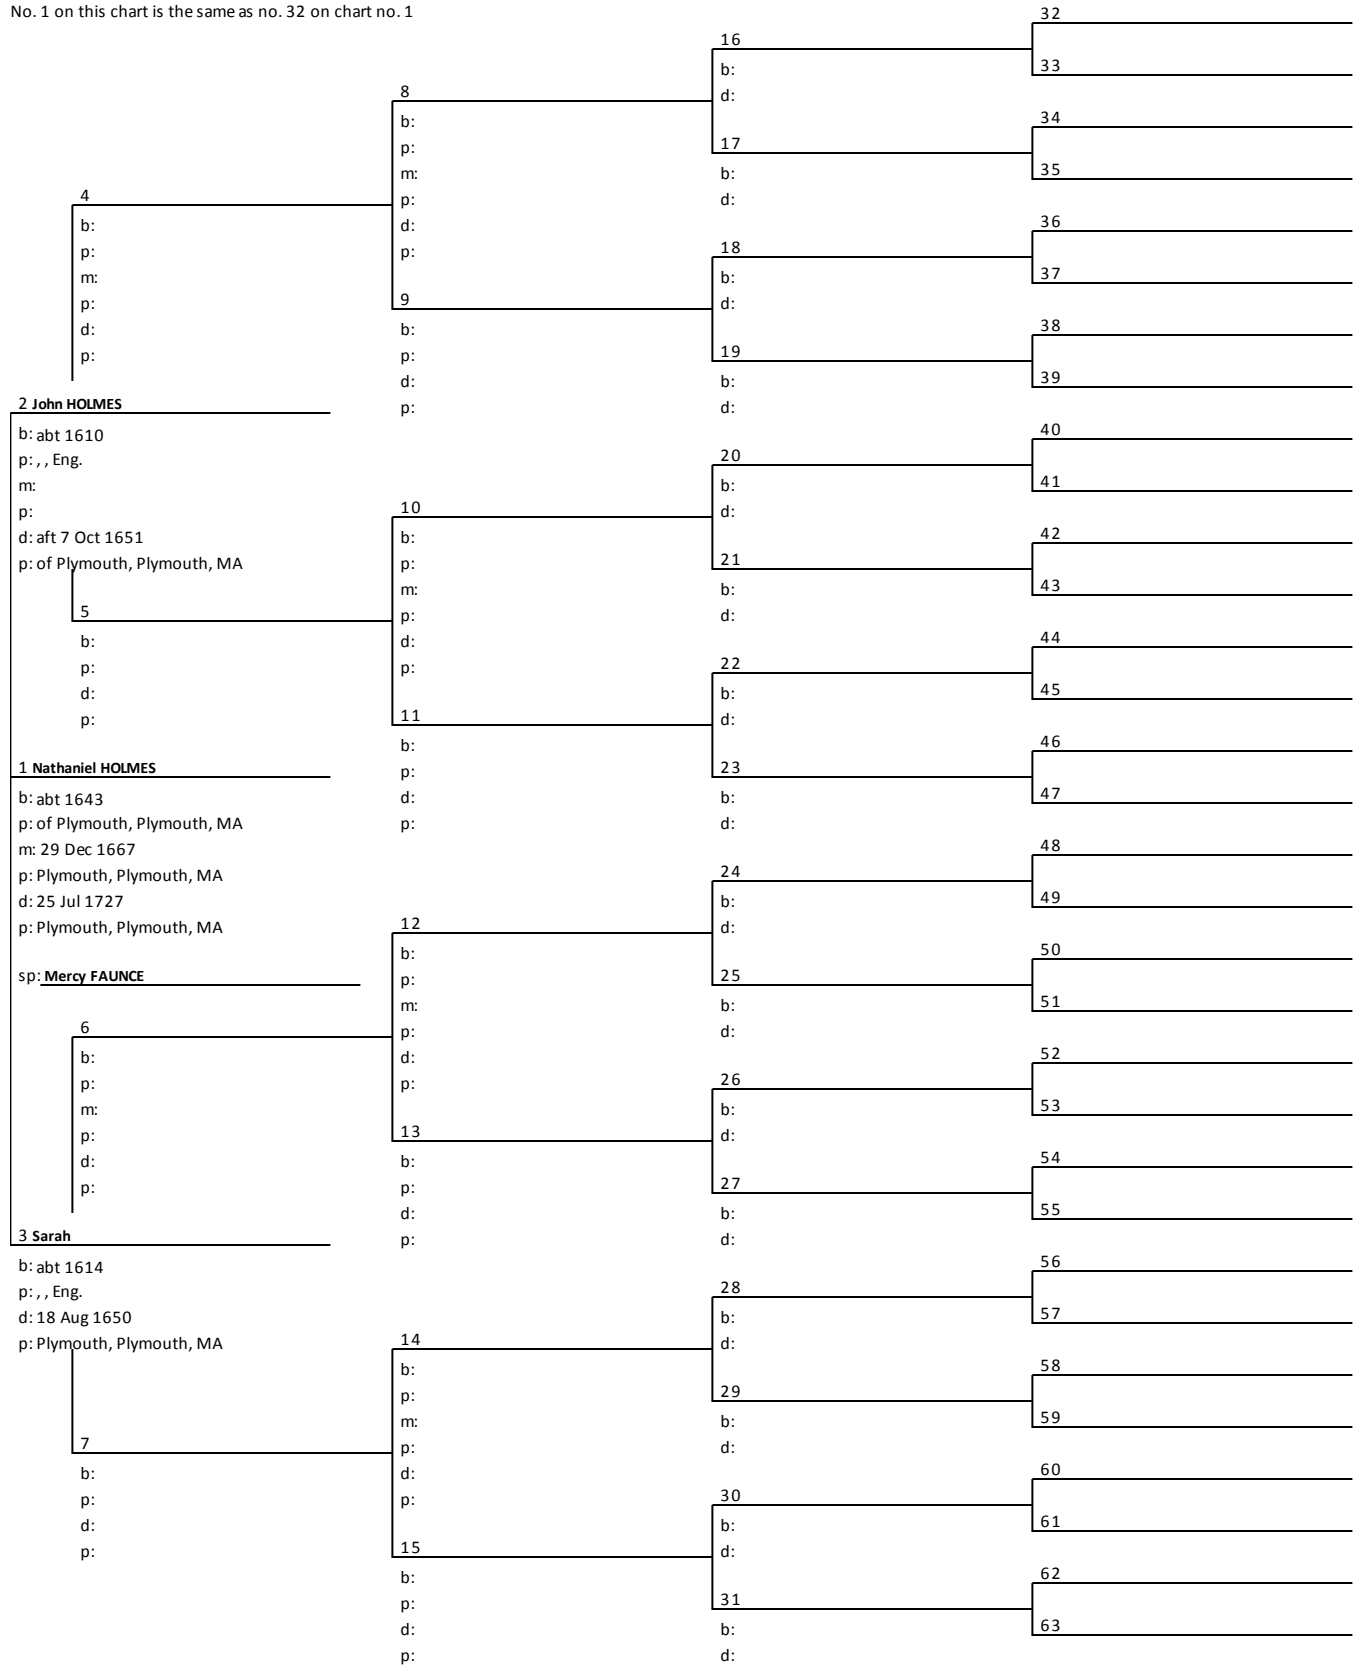 No. 1 on this chart is the same as no. 32 on chart no. 1
4
b:
p:
m:
p:
d:
p:
2 John HOLMES
b: abt 1610
p: , , Eng.
m:
p:
d: aft 7 Oct 1651
p: of Plymouth, Plymouth, MA
5
b:
p:
d:
p:
1 Nathaniel HOLMES
b: abt 1643
p: of Plymouth, Plymouth, MA
m: 29 Dec 1667
p: Plymouth, Plymouth, MA
d: 25 Jul 1727
p: Plymouth, Plymouth, MA
sp: Mercy FAUNCE
6
b:
p:
m:
p:
d:
p:
3 Sarah
b: abt 1614
p: , , Eng.
d: 18 Aug 1650
p: Plymouth, Plymouth, MA
7
b:
p:
d:
p:
8
b:
p:
m:
p:
d:
p:
9
b:
p:
d:
p:
10
b:
p:
m:
p:
d:
p:
11
b:
p:
d:
p:
12
b:
p:
m:
p:
d:
p:
13
b:
p:
d:
p:
14
b:
p:
m:
p:
d:
p:
15
b:
p:
d:
p:
16
b:
d:
17
b:
d:
18
b:
d:
19
b:
d:
20
b:
d:
21
b:
d:
22
b:
d:
23
b:
d:
24
b:
d:
25
b:
d:
26
b:
d:
27
b:
d:
28
b:
d:
29
b:
d:
30
b:
d:
31
b:
d:
32
33
34
35
36
37
38
39
40
41
42
43
44
45
46
47
48
49
50
51
52
53
54
55
56
57
58
59
60
61
62
63